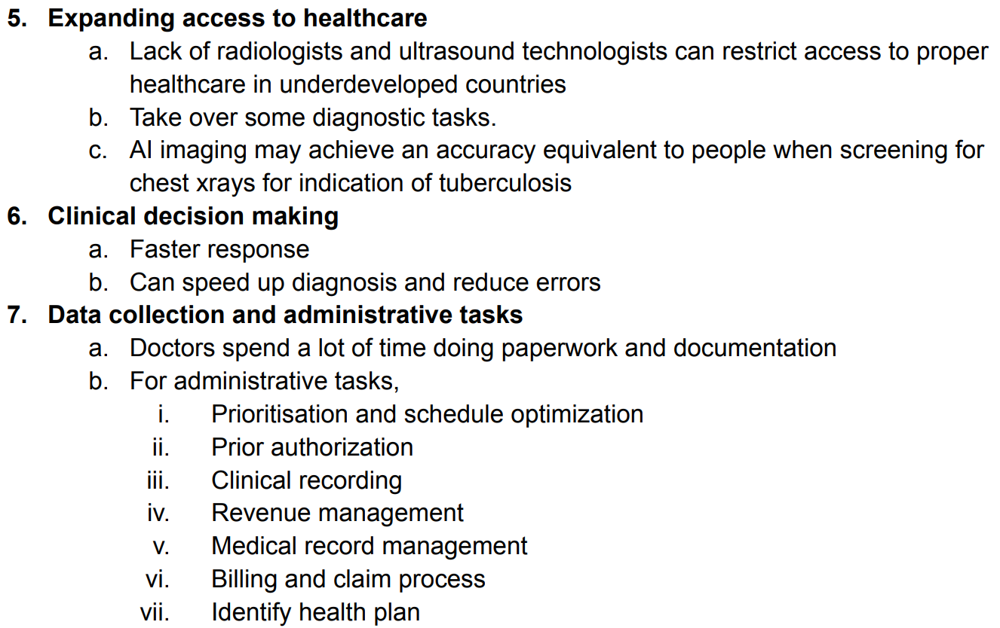 5. Expanding access to healthcare
a. Lack of radiologists and ultrasound technologists can restrict access to proper
healthcare in underdeveloped countries
b. Take over some diagnostic tasks.
c. AI imaging may achieve an accuracy equivalent to people when screening for
chest xrays for indication of tuberculosis
6. Clinical decision making
a. Faster response
b. Can speed up diagnosis and reduce errors
7. Data collection and administrative tasks
a. Doctors spend a lot of time doing paperwork and documentation
b. For administrative tasks,
i. Prioritisation and schedule optimization
ii. Prior authorization
iii. Clinical recording
iv. Revenue management
v. Medical record management
vi. Billing and claim process
vii. Identify health plan